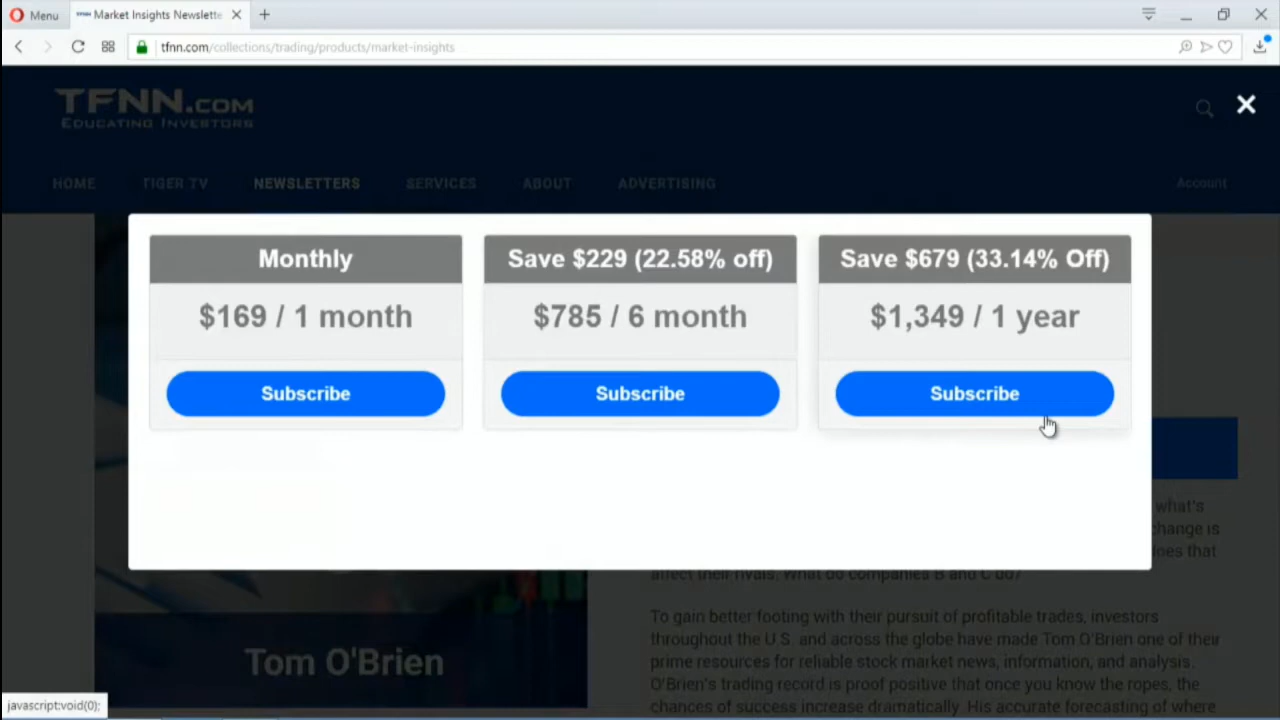 Menu
Market Insights Newslette
tfnn.com/collections/trading/products/market-insights
TFNN.COM
EDUCATING INVESTORS
HOME TIGER TV NEWSLETTERS SERVICES ABOUT ADVERTISING Account
Monthly
$169 / 1 month
Subscribe
Save $229 (22.58% off)
$785 / 6 month
Subscribe
Save $679 (33.14% Off)
$1,349 / 1 year
Subscribe
what's
change is
does that
affect their rivals. What do companies B and C do?
To gain better footing with their pursuit of profitable trades, investors
throughout the U.S. and across the globe have made Tom O'Brien one of their
prime resources for reliable stock market news, information, and analysis.
O'Brien's trading record is proof positive that once you know the ropes, the
chances of success increase dramatically. His accurate forecasting of where
Tom O'Brien
javascript:void(0);